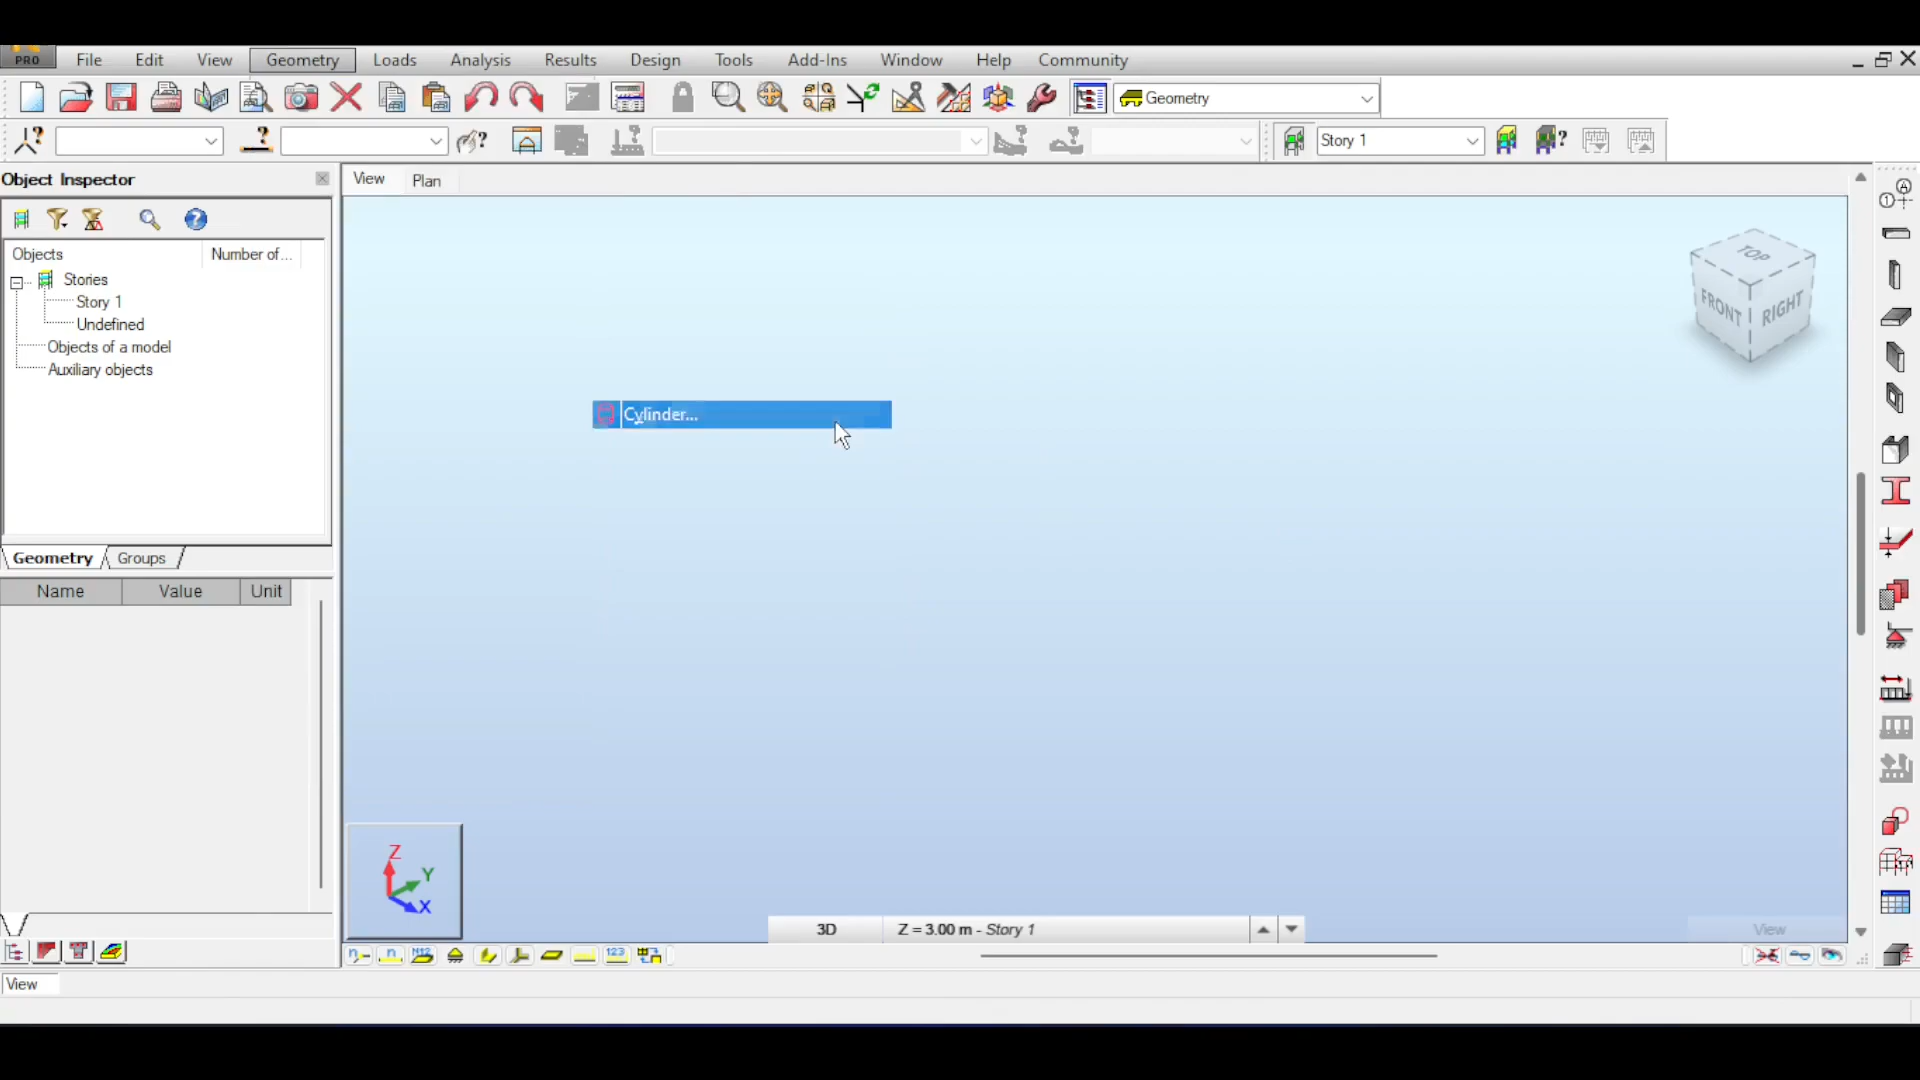 PRO File Edit View Geometry Loads Analysis Results Design Tools Add-Ins Window Help Community
Geometry
Story 1
Object Inspector
View Plan
Objects Number of...
Stories
Story 1
Undefined
Objects of a model
Auxiliary objects
TOP
FRONT RIGHT
Cylinder...
Geometry Groups
Name Value Unit
Z
Y
X
3D Z = 3.00 m - Story 1
View
View